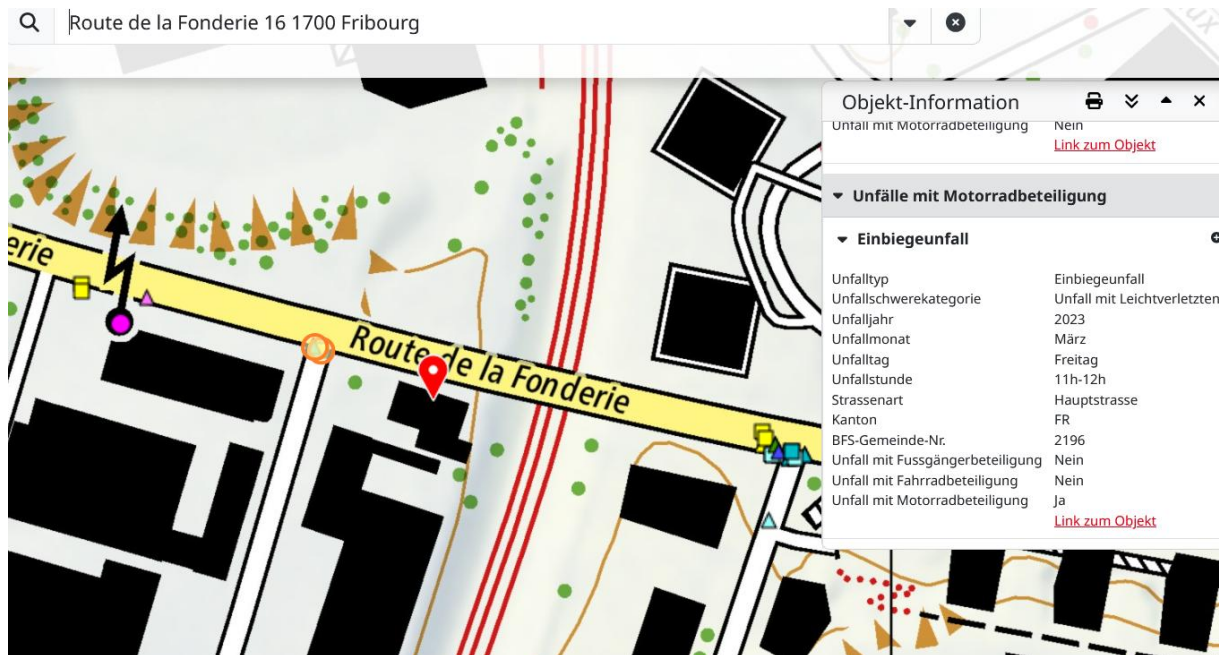 Route de la Fonderie 16 1700 Fribourg
Objekt-Information
Unfall mit Motorradbeteiligung Nein
Link zum Objekt
Unfälle mit Motorradbeteiligung
Einbiegeunfall
Unfalltyp Einbiegeunfall
Unfallschwerekategorie Unfall mit Leichtverletzten
Unfalljahr 2023
Unfallmonat März
Unfalltag Freitag
Unfallstunde 11h-12h
Strassenart Hauptstrasse
Kanton FR
BFS-Gemeinde-Nr. 2196
Unfall mit Fussgängerbeteiligung Nein
Unfall mit Fahrradbeteiligung Nein
Unfall mit Motorradbeteiligung Ja
Link zum Objekt
erie
Route de la Fonderie